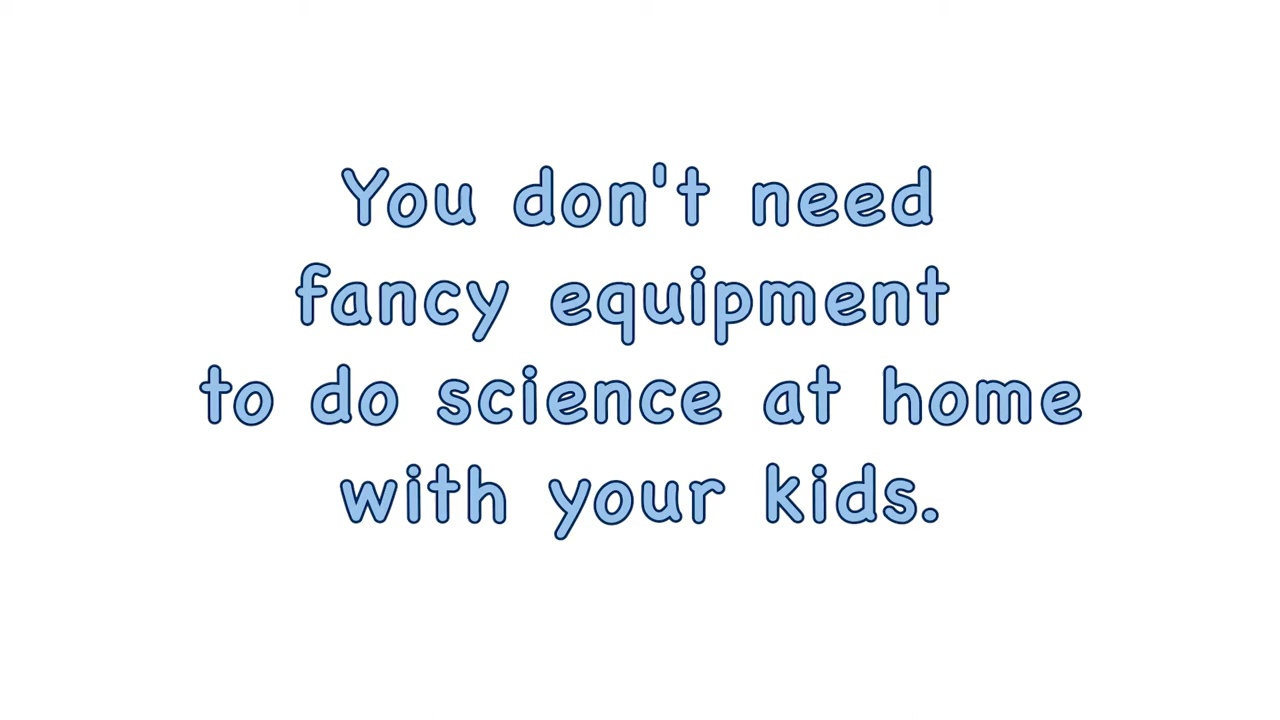 You don't need
fancy equipment
to do science at home
with your kids.